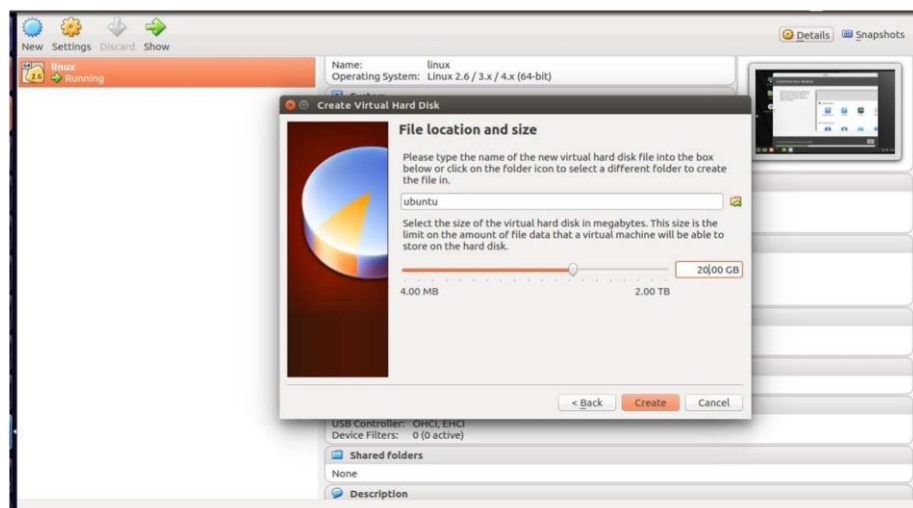 New Settings Discard Show
Details Snapshots
linux
Running
Name: linux
Operating System: Linux 2.6 / 3.x / 4.x (64-bit)
Create Virtual Hard Disk
File location and size
Please type the name of the new virtual hard disk file into the box
below or click on the folder icon to select a different folder to create
the file in.
ubuntu
Select the size of the virtual hard disk in megabytes. This size is the
limit on the amount of file data that a virtual machine will be able to
store on the hard disk.
20.00 GB
4.00 MB 2.00 TB
< Back Create Cancel
USB Controller: OHCI, EHCI
Device Filters: 0 (0 active)
Shared folders
None
Description